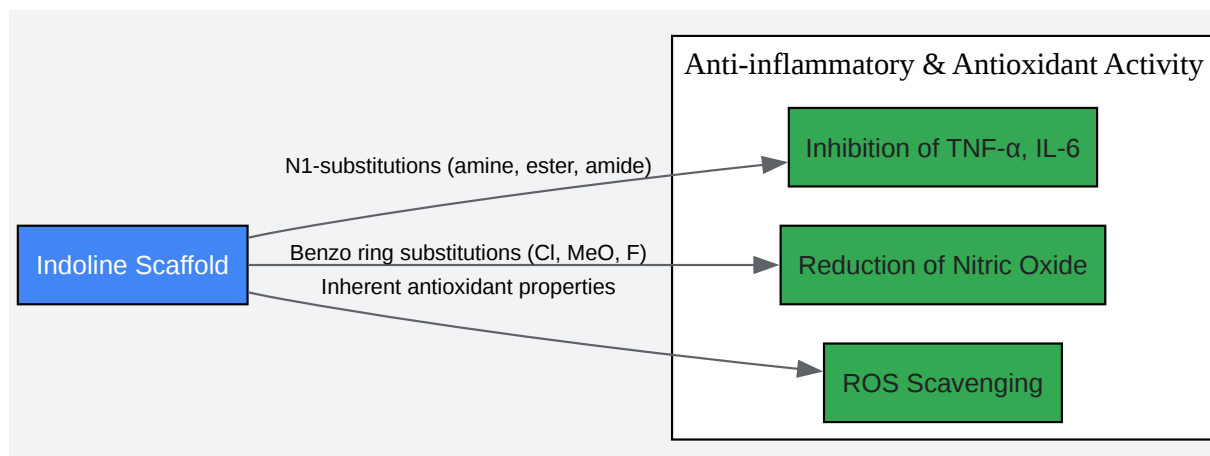 Anti-inflammatory & Antioxidant Activity
Inhibition of TNF-α, IL-6
N1-substitutions (amine, ester, amide)
Indoline Scaffold
Benzo ring substitutions (Cl, MeO, F)
Reduction of Nitric Oxide
Inherent antioxidant properties
ROS Scavenging